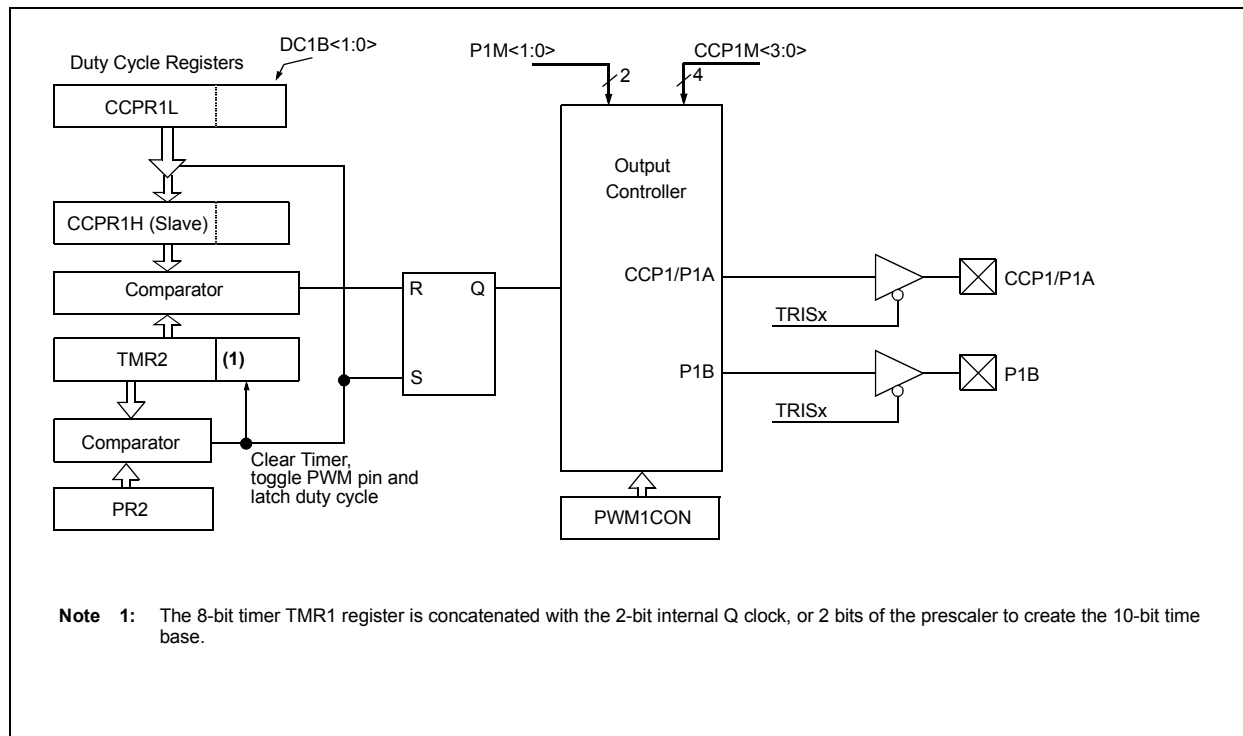 DC1B<1:0>
Duty Cycle Registers
CCPR1L
CCPR1H (Slave)
Comparator
TMR2
(1)
Comparator
PR2
Clear Timer,
toggle PWM pin and
latch duty cycle
R
Q
S
P1M<1:0>
2
CCP1M<3:0>
4
Output
Controller
CCP1/P1A
P1B
PWM1CON
TRISx
CCP1/P1A
TRISx
P1B
Note 1: The 8-bit timer TMR1 register is concatenated with the 2-bit internal Q clock, or 2 bits of the prescaler to create the 10-bit time
base.